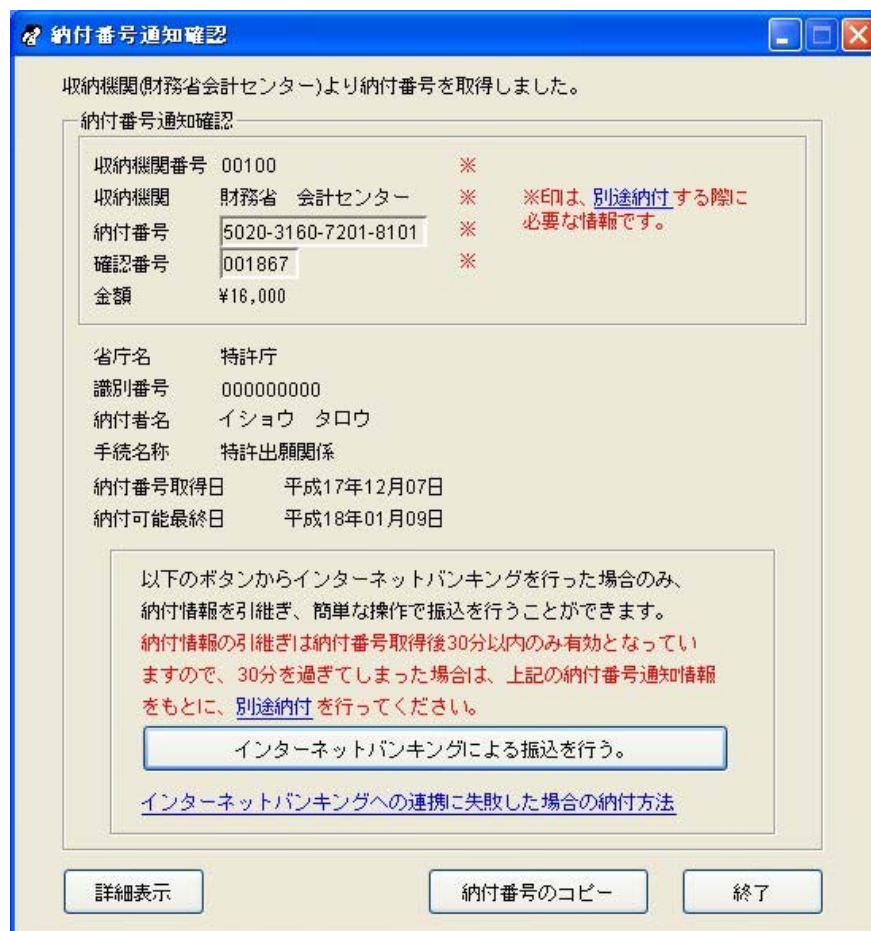 納付番号通知確認
収納機関(財務省会計センター)より納付番号を取得しました。
納付番号通知確認
収納機関番号 00100 ※
収納機関 財務省 会計センター ※
※印は、別途納付する際に
必要な情報です。
納付番号 5020-3160-7201-8101 ※
確認番号 001867 ※
金額 ¥16,000
省庁名 特許庁
識別番号 000000000
納付者名 イショウ タロウ
手続名称 特許出願関係
納付番号取得日 平成17年12月07日
納付可能最終日 平成18年01月09日
以下のボタンからインターネットバンキングを行った場合のみ、
納付情報を引継ぎ、簡単な操作で振込を行うことができます。
納付情報の引継ぎは納付番号取得後30分以内のみ有効となってい
ますので、30分を過ぎてしまった場合は、上記の納付番号通知情報
をもとに、別途納付を行ってください。
インターネットバンキングによる振込を行う。
インターネットバンキングへの連携に失敗した場合の納付方法
詳細表示 納付番号のコピー 終了